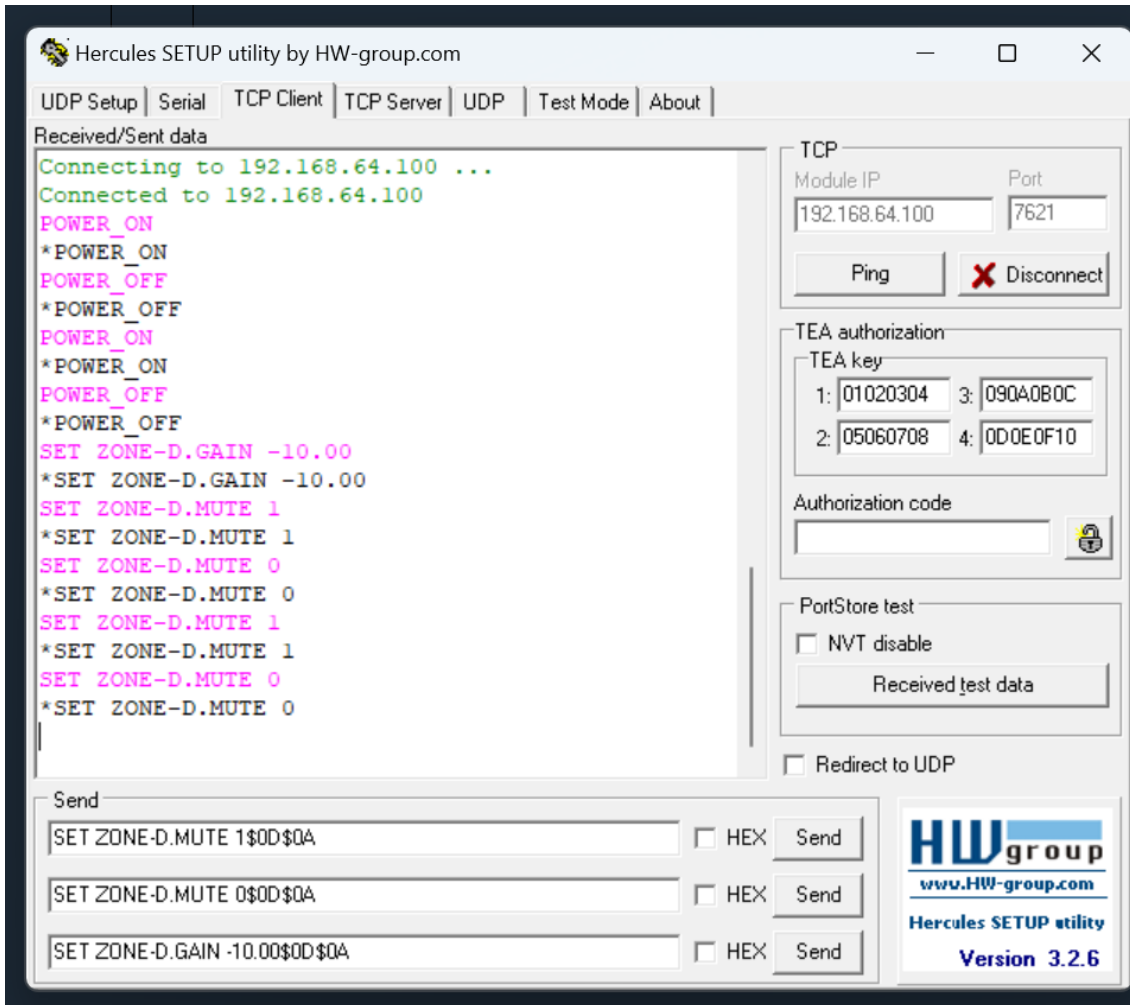 Hercules SETUP utility by HW-group.com
UDP Setup Serial TCP Client TCP Server UDP Test Mode About
Received/Sent data
Connecting to 192.168.64.100 ...
Connected to 192.168.64.100
POWER_ON
*POWER_ON
POWER_OFF
*POWER_OFF
POWER_ON
*POWER_ON
POWER_OFF
*POWER_OFF
SET ZONE-D.GAIN -10.00
*SET ZONE-D.GAIN -10.00
SET ZONE-D.MUTE 1
*SET ZONE-D.MUTE 1
SET ZONE-D.MUTE 0
*SET ZONE-D.MUTE 0
SET ZONE-D.MUTE 1
*SET ZONE-D.MUTE 1
SET ZONE-D.MUTE 0
*SET ZONE-D.MUTE 0
TCP
Module IP Port
192.168.64.100 7621
Ping Disconnect
TEA authorization
TEA key
1: 01020304 3: 090A0B0C
2: 05060708 4: 0D0E0F10
Authorization code
PortStore test
NVT disable
Received test data
Redirect to UDP
Send
SET ZONE-D.MUTE 1$0D$0A HEX Send
SET ZONE-D.MUTE 0$0D$0A HEX Send
SET ZONE-D.GAIN -10.00$0D$0A HEX Send
HW group
www.HW-group.com
Hercules SETUP utility
Version 3.2.6